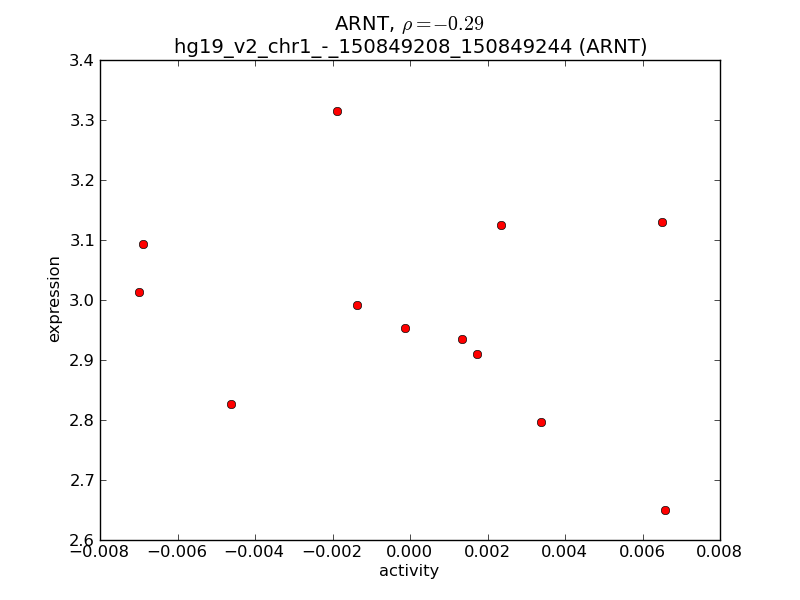 ARNT, ρ = −0.29
hg19_v2_chr1_-_150849208_150849244 (ARNT)
3.4
3.3
3.2
3.1
3.0
2.9
2.8
2.7
2.6
expression
−0.008 −0.006 −0.004 −0.002 0.000 0.002 0.004 0.006 0.008
activity